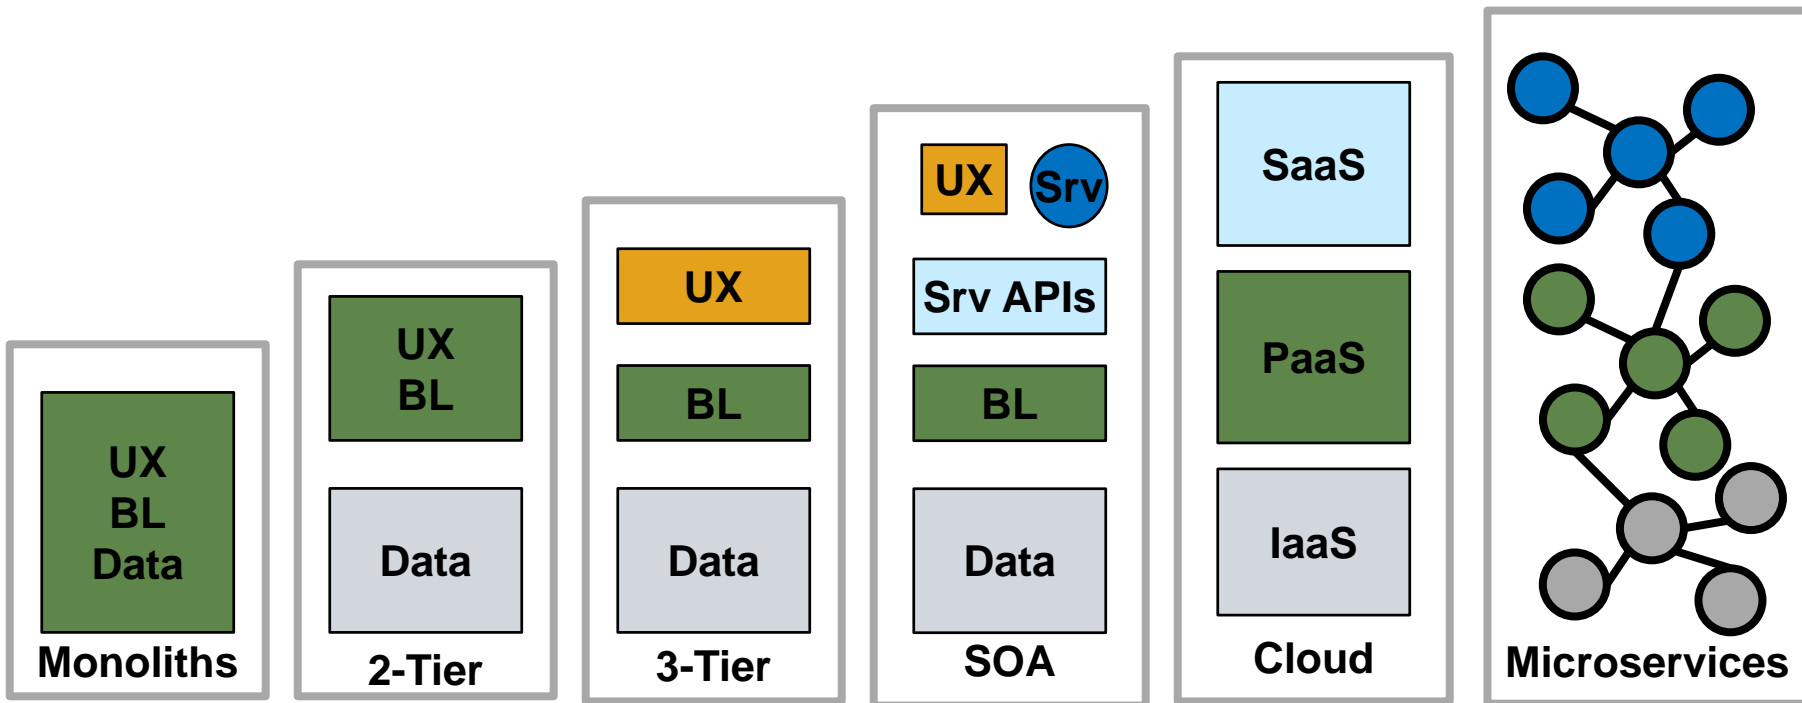 UX
BL
Data
Monoliths
UX
BL
Data
2-Tier
UX
BL
Data
3-Tier
UX
Srv
Srv APIs
BL
Data
SOA
SaaS
PaaS
IaaS
Cloud
Microservices